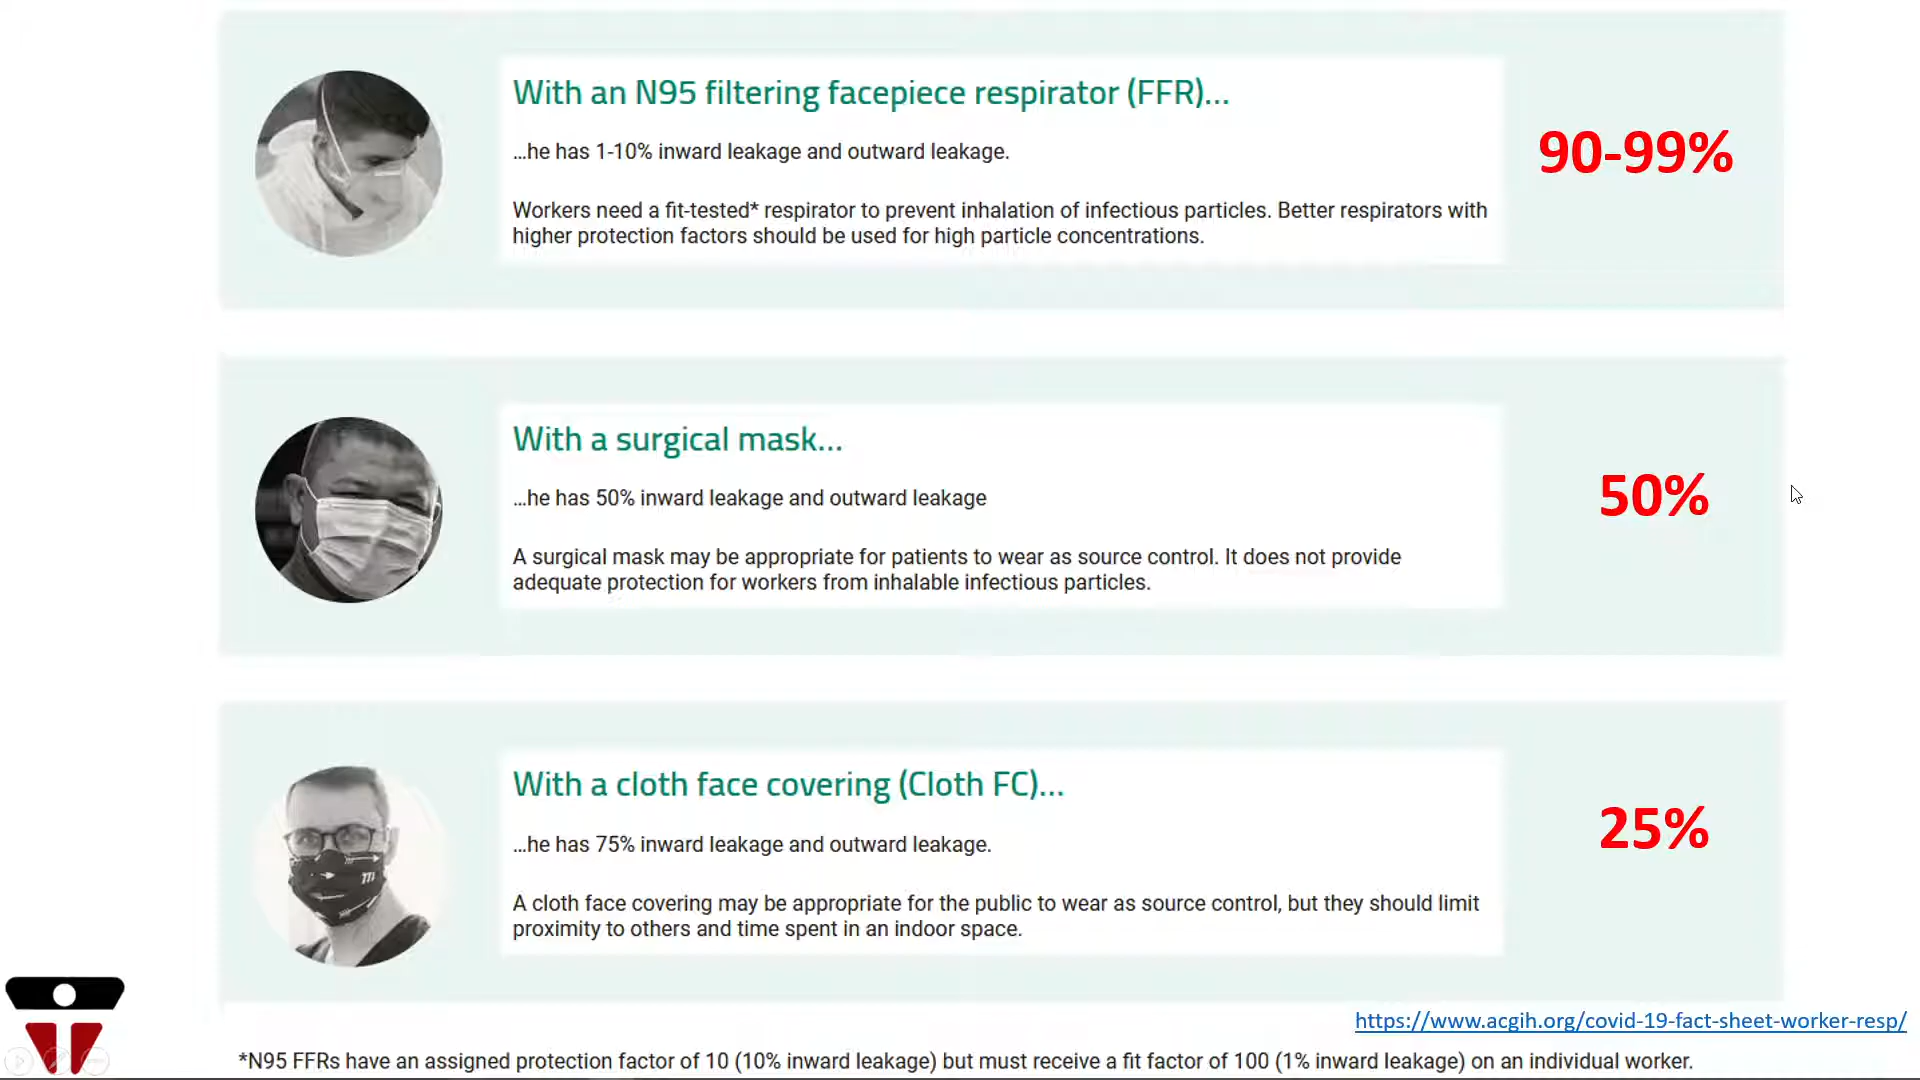 With an N95 filtering facepiece respirator (FFR)...
...he has 1-10% inward leakage and outward leakage.
90-99%
Workers need a fit-tested* respirator to prevent inhalation of infectious particles. Better respirators with
higher protection factors should be used for high particle concentrations.
With a surgical mask...
...he has 50% inward leakage and outward leakage
50%
A surgical mask may be appropriate for patients to wear as source control. It does not provide
adequate protection for workers from inhalable infectious particles.
With a cloth face covering (Cloth FC)...
...he has 75% inward leakage and outward leakage.
25%
A cloth face covering may be appropriate for the public to wear as source control, but they should limit
proximity to others and time spent in an indoor space.
https://www.acgih.org/covid-19-fact-sheet-worker-resp/
*N95 FFRs have an assigned protection factor of 10 (10% inward leakage) but must receive a fit factor of 100 (1% inward leakage) on an individual worker.